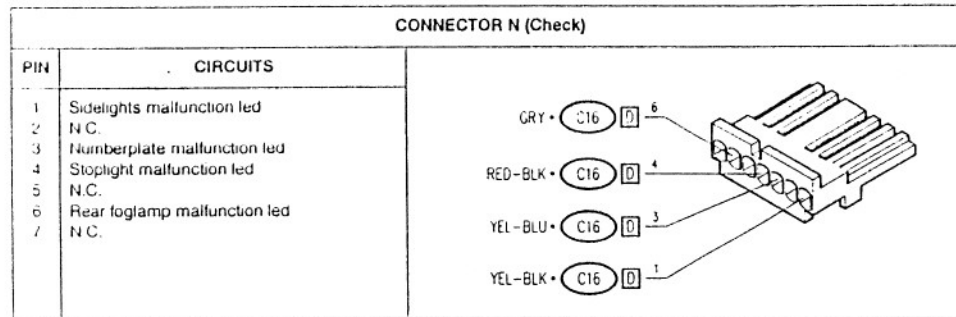 CONNECTOR N (Check)
PIN CIRCUITS
1 Sidelights malfunction led
2 N.C.
3 Numberplate malfunction led
4 Stoplight malfunction led
5 N.C.
6 Rear foglamp malfunction led
7 N.C.
GRY• C16 D 6
RED-BLK• C16 D 4
YEL-BLU• C16 D 3
YEL-BLK• C16 D 1